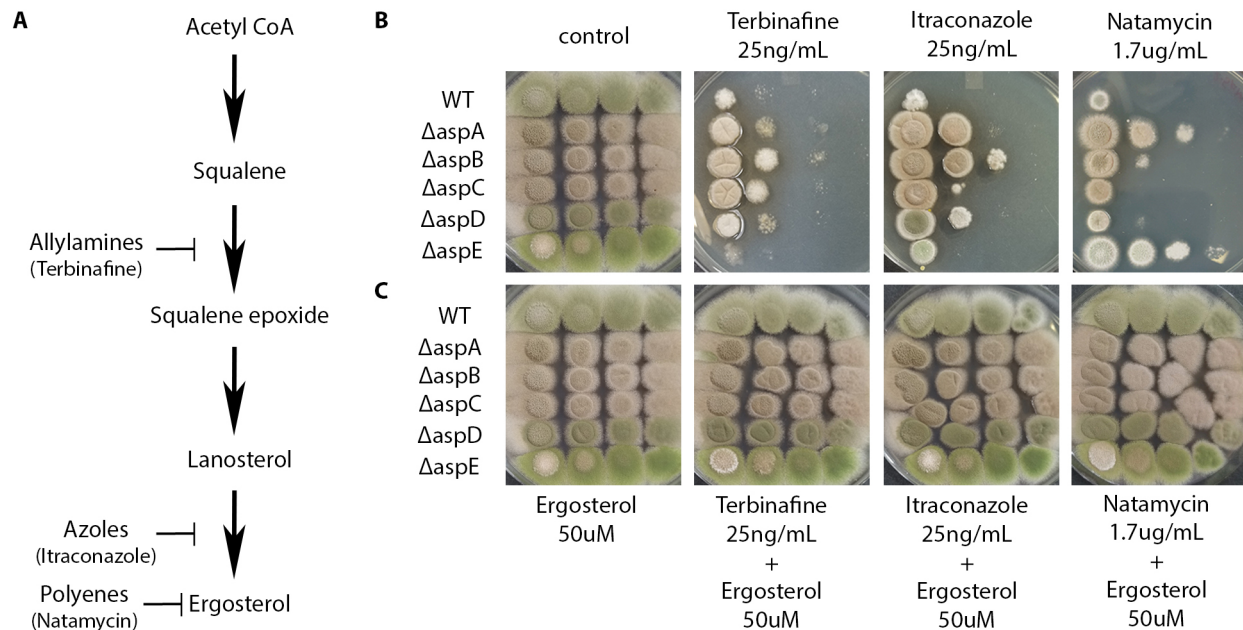 A
Acetyl CoA
Squalene
Allylamines
(Terbinafine)
Squalene epoxide
Lanosterol
Azoles
(Itraconazole)
Polyenes
(Natamycin)
Ergosterol
B
control
Terbinafine
25ng/mL
Itraconazole
25ng/mL
Natamycin
1.7ug/mL
WT
ΔaspA
ΔaspB
ΔaspC
ΔaspD
ΔaspE
C
WT
ΔaspA
ΔaspB
ΔaspC
ΔaspD
ΔaspE
Ergosterol
50uM
Terbinafine
25ng/mL
+
Ergosterol
50uM
Itraconazole
25ng/mL
+
Ergosterol
50uM
Natamycin
1.7ug/mL
+
Ergosterol
50uM